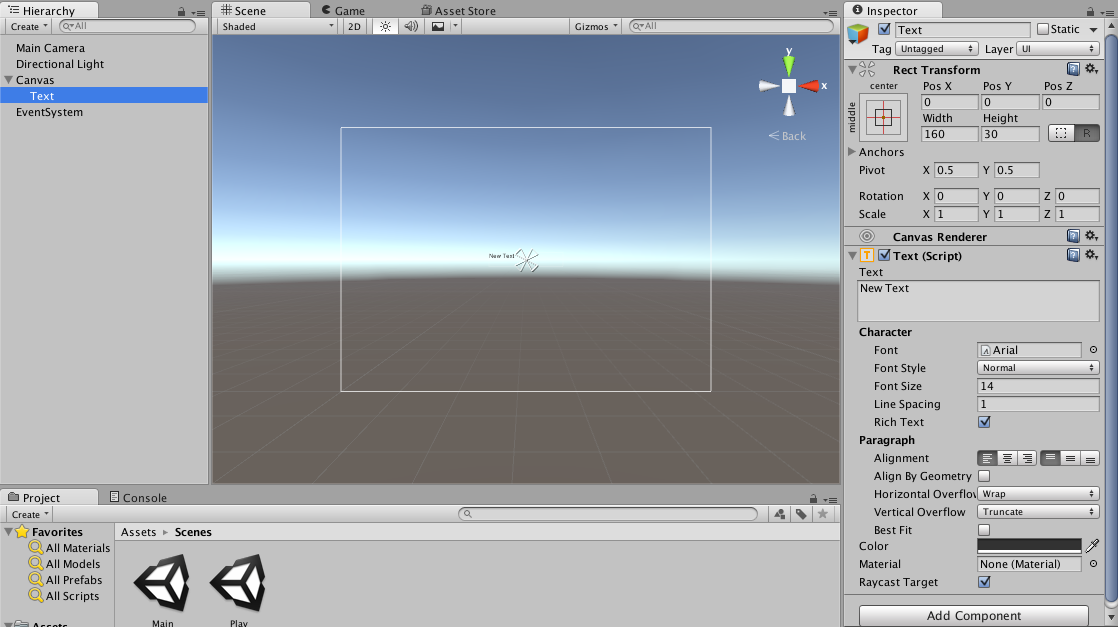 Hierarchy
Create All
Main Camera
Directional Light
Canvas
Text
EventSystem
Scene Game Asset Store
Shaded 2D Gizmos All
y
x
Back
New Text
Inspector
Text Static
Tag Untagged Layer UI
Rect Transform
center Pos X Pos Y Pos Z
middle 0 0 0
Width Height
160 30 R
Anchors
Pivot X 0.5 Y 0.5
Rotation X 0 Y 0 Z 0
Scale X 1 Y 1 Z 1
Canvas Renderer
Text (Script)
Text
New Text
Character
Font Arial
Font Style Normal
Font Size 14
Line Spacing 1
Rich Text
Paragraph
Alignment
Align By Geometry
Horizontal Overflow Wrap
Vertical Overflow Truncate
Best Fit
Color
Material None (Material)
Raycast Target
Add Component
Project Console
Create
Favorites
All Materials
All Models
All Prefabs
All Scripts
Assets
Assets Scenes
Main Play